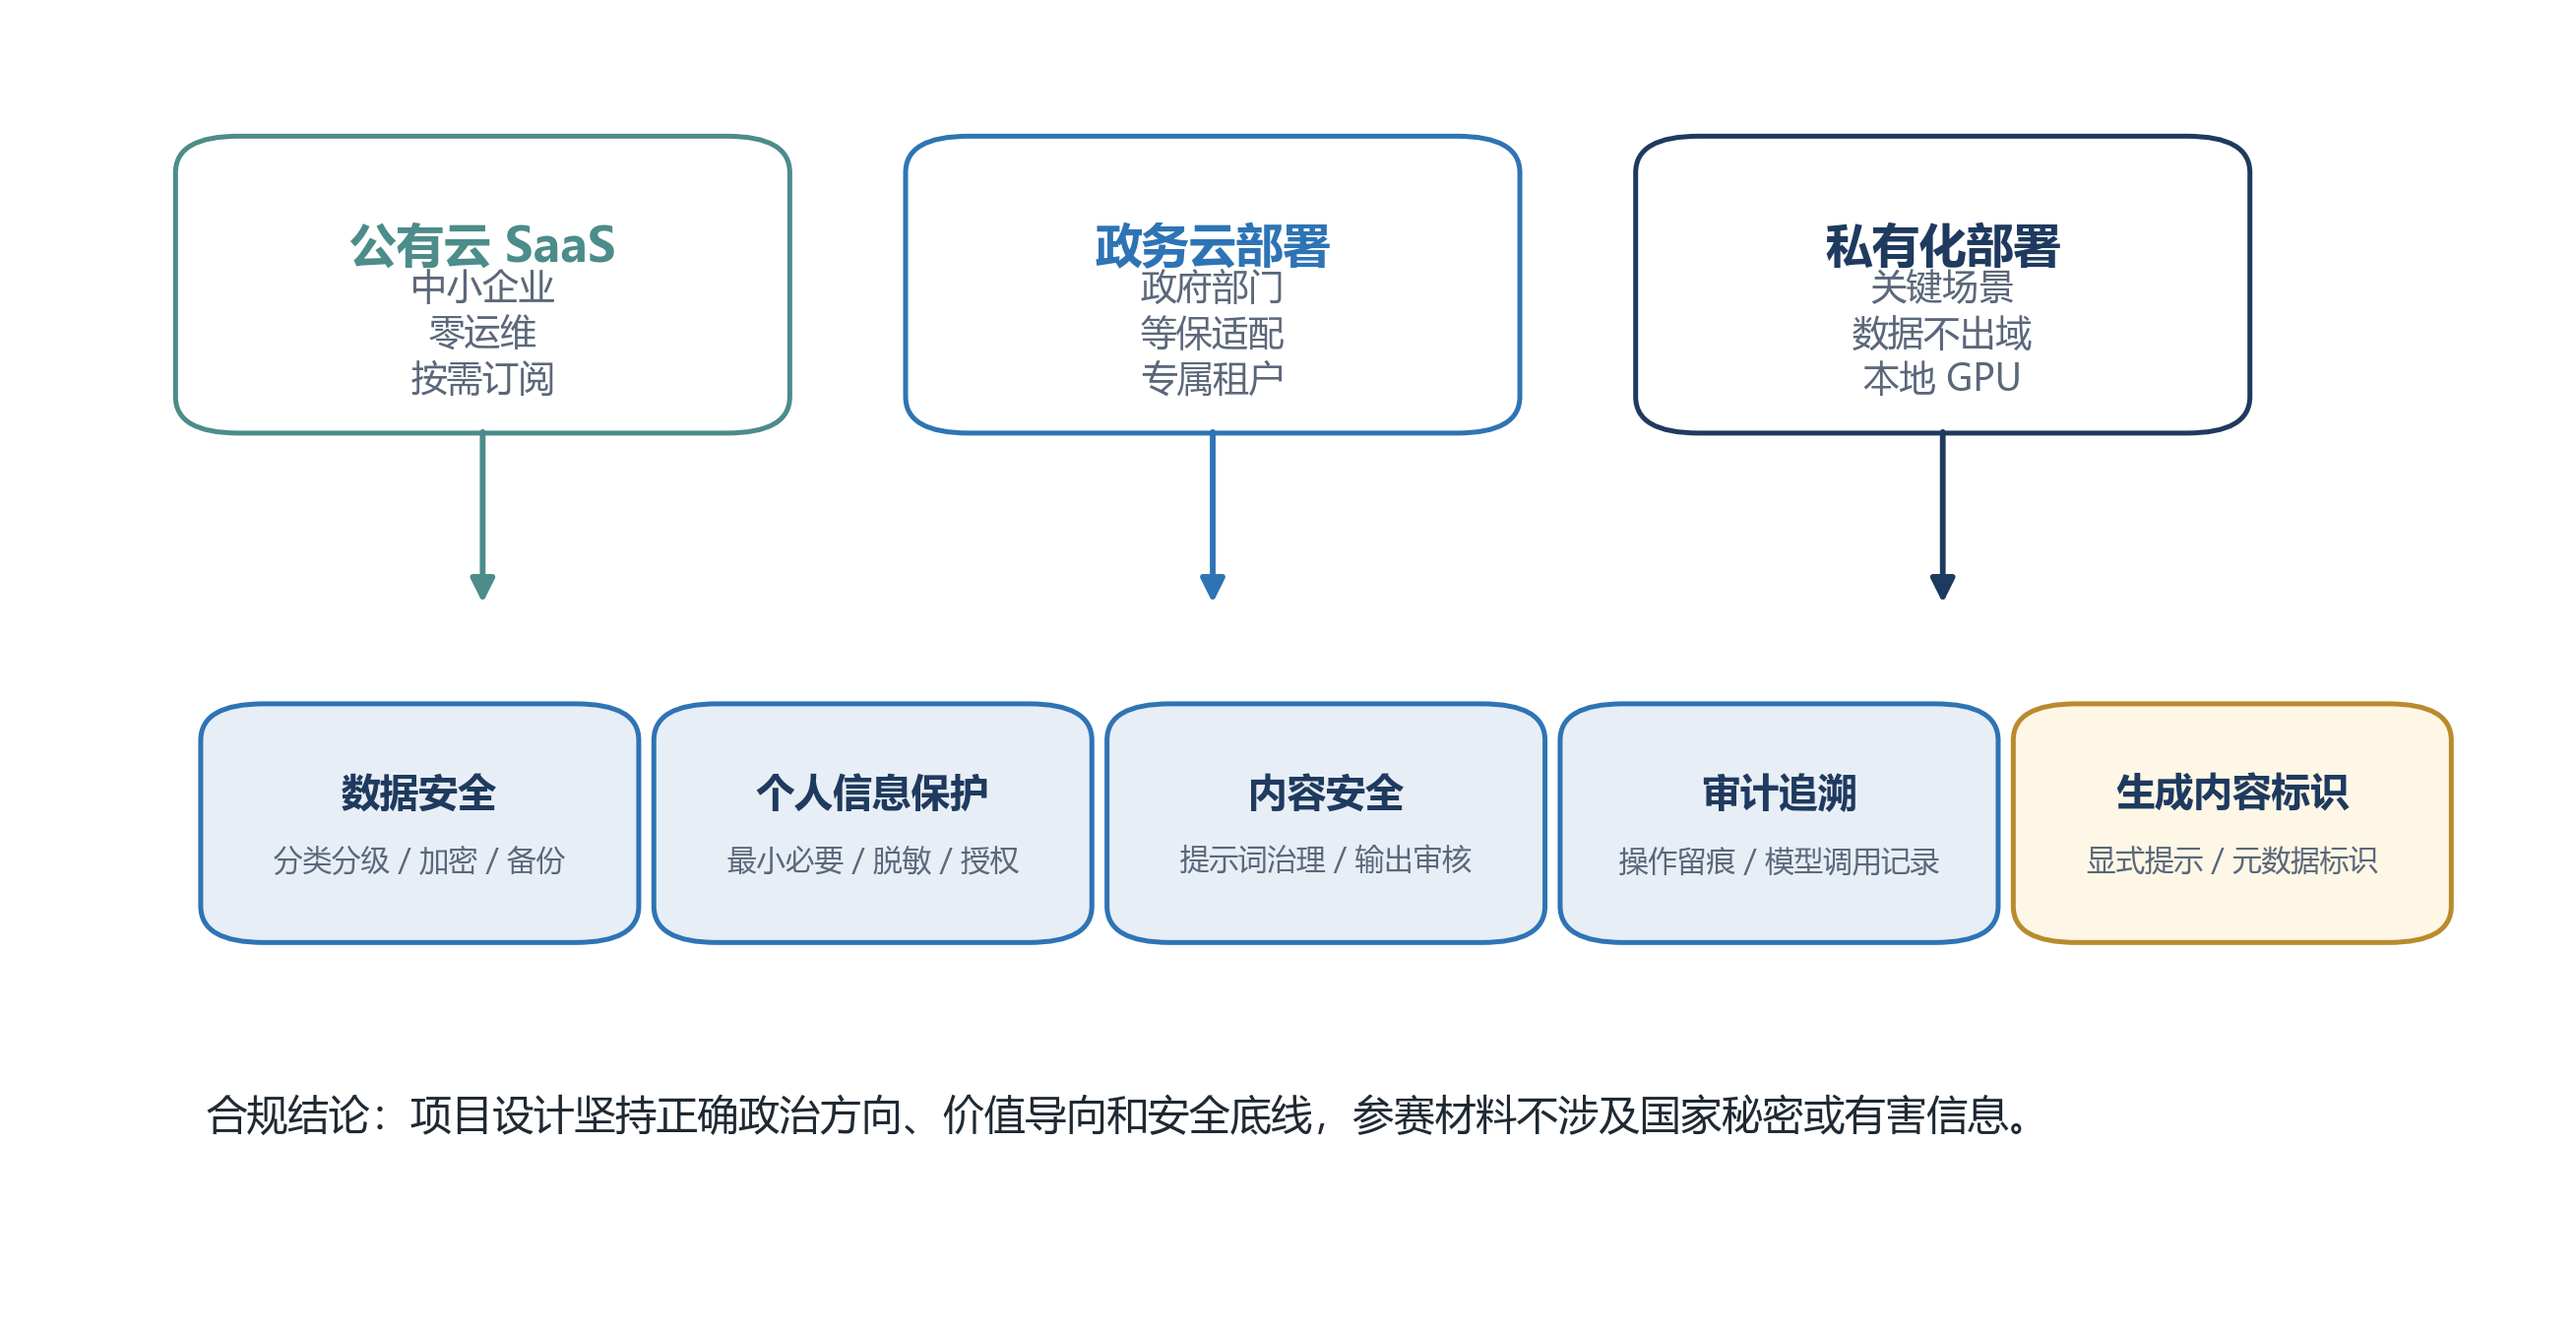 公有云 SaaS
中小企业
零运维
按需订阅
政务云部署
政府部门
等保适配
专属租户
私有化部署
关键场景
数据不出域
本地 GPU
数据安全
分类分级 / 加密 / 备份
个人信息保护
最小必要 / 脱敏 / 授权
内容安全
提示词治理 / 输出审核
审计追溯
操作留痕 / 模型调用记录
生成内容标识
显式提示 / 元数据标识
合规结论：项目设计坚持正确政治方向、价值导向和安全底线，参赛材料不涉及国家秘密或有害信息。